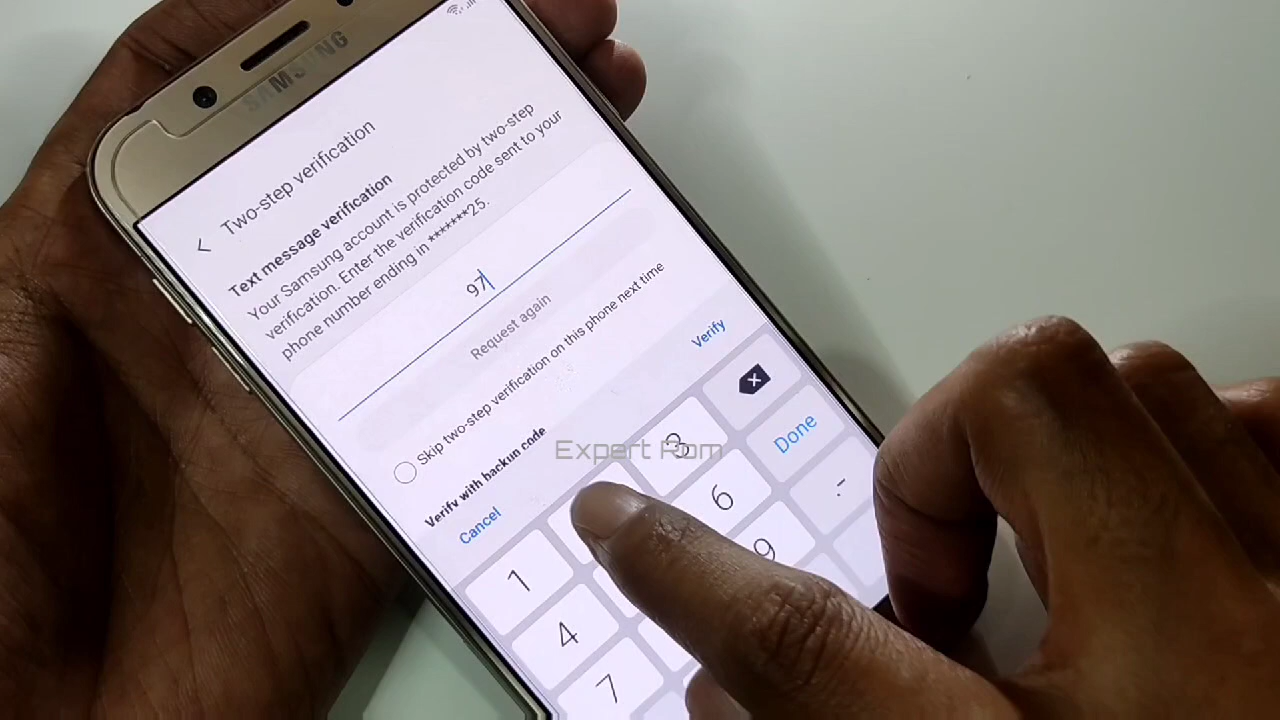 SAMSUNG
Two-step verification
Text message verification
Your Samsung account is protected by two-step
verification. Enter the verification code sent to your
phone number ending in *******25.
97
Request again
Skip two-step verification on this phone next time
Verify with backup code
Cancel
Verify
Expert Rom
1
3
4
6
Done
7
9
.-